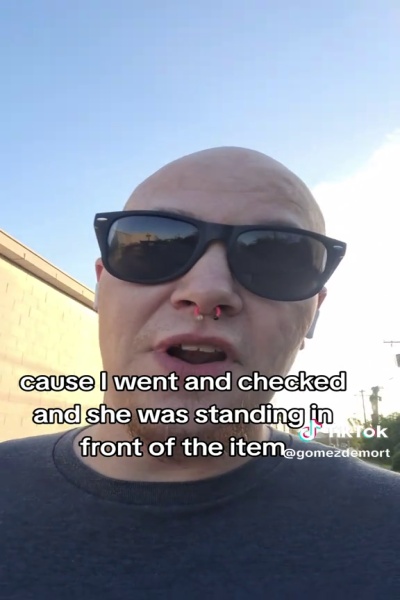 cause I went and checked
and she was standing in
front of the item
TikTok
@gomezdemort